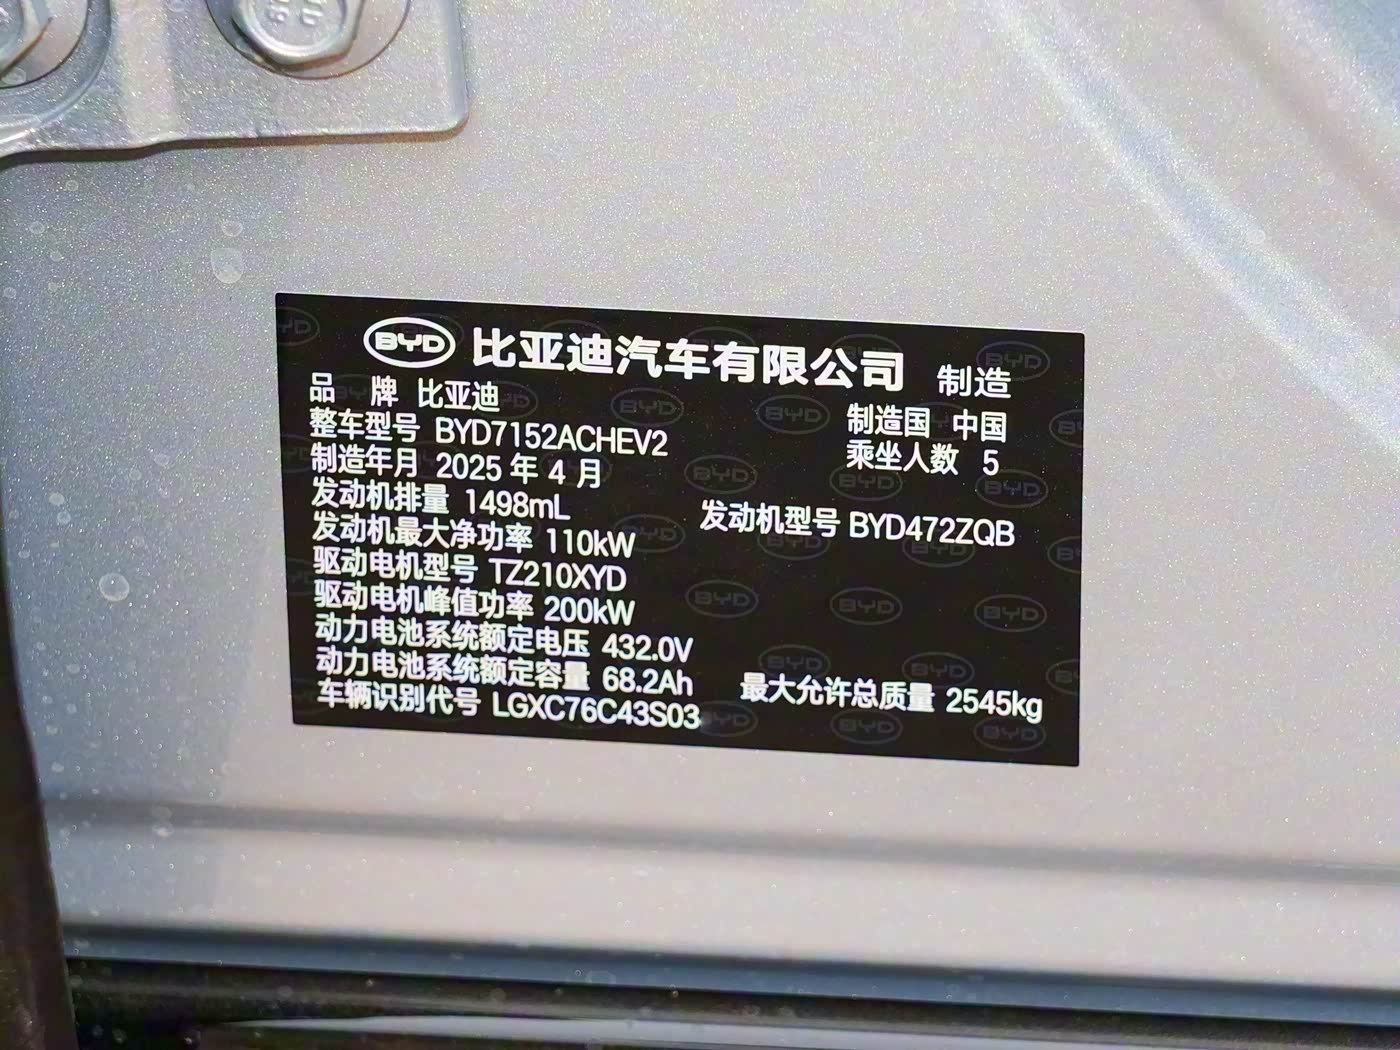 BYD 比亚迪汽车有限公司 制造
品 牌 比亚迪 制造国 中国
整车型号 BYD7152ACHEV2 乘坐人数 5
制造年月 2025 年 4 月
发动机排量 1498mL 发动机型号 BYD472ZQB
发动机最大净功率 110kW
驱动电机型号 TZ210XYD
驱动电机峰值功率 200kW
动力电池系统额定电压 432.0V
动力电池系统额定容量 68.2Ah 最大允许总质量 2545kg
车辆识别代号 LGXC76C43S03